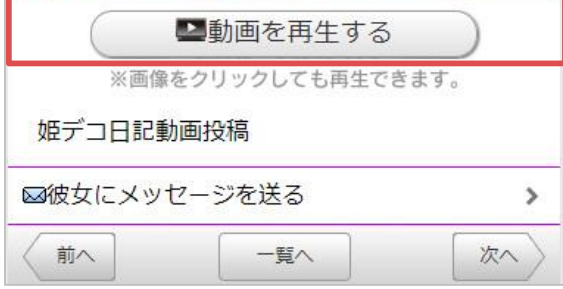 動画を再生する
※画像をクリックしても再生できます。
姫デコ日記動画投稿
彼女にメッセージを送る
前へ 一覧へ 次へ